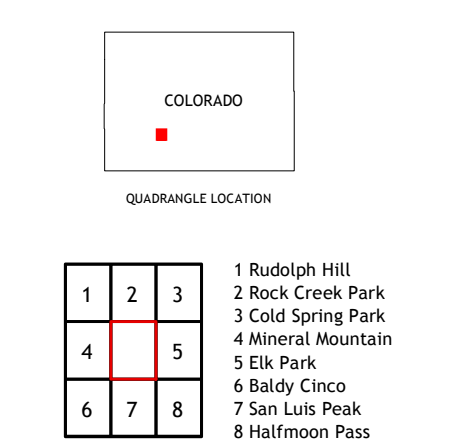 COLORADO
QUADRANGLE LOCATION
1 2 3
4 5
6 7 8
1 Rudolph Hill
2 Rock Creek Park
3 Cold Spring Park
4 Mineral Mountain
5 Elk Park
6 Baldy Cinco
7 San Luis Peak
8 Halfmoon Pass